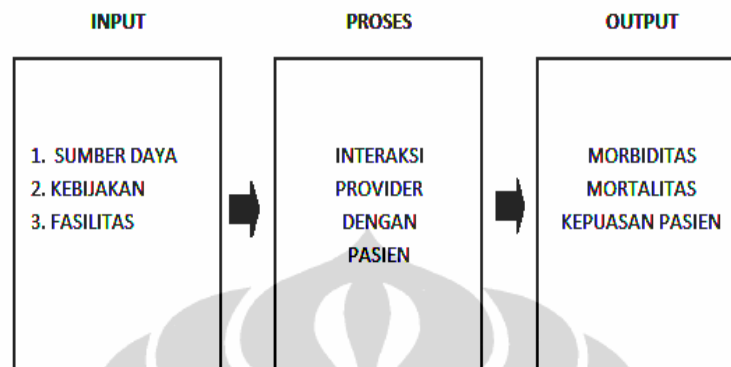 INPUT
PROSES
OUTPUT
1. SUMBER DAYA
2. KEBIJAKAN
3. FASILITAS
INTERAKSI
PROVIDER
DENGAN
PASIEN
MORBIDITAS
MORTALITAS
KEPUASAN PASIEN